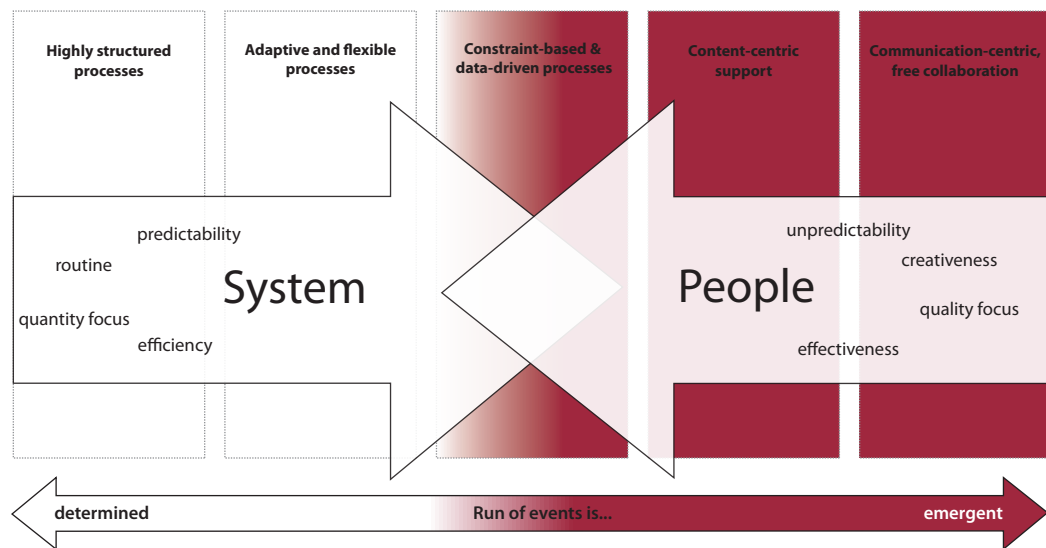 Highly structured
processes
Adaptive and flexible
processes
Constraint-based &
data-driven processes
Content-centric
support
Communication-centric,
free collaboration
predictability
routine
System
quantity focus
efficiency
unpredictability
creativeness
People
quality focus
effectiveness
determined
Run of events is...
emergent